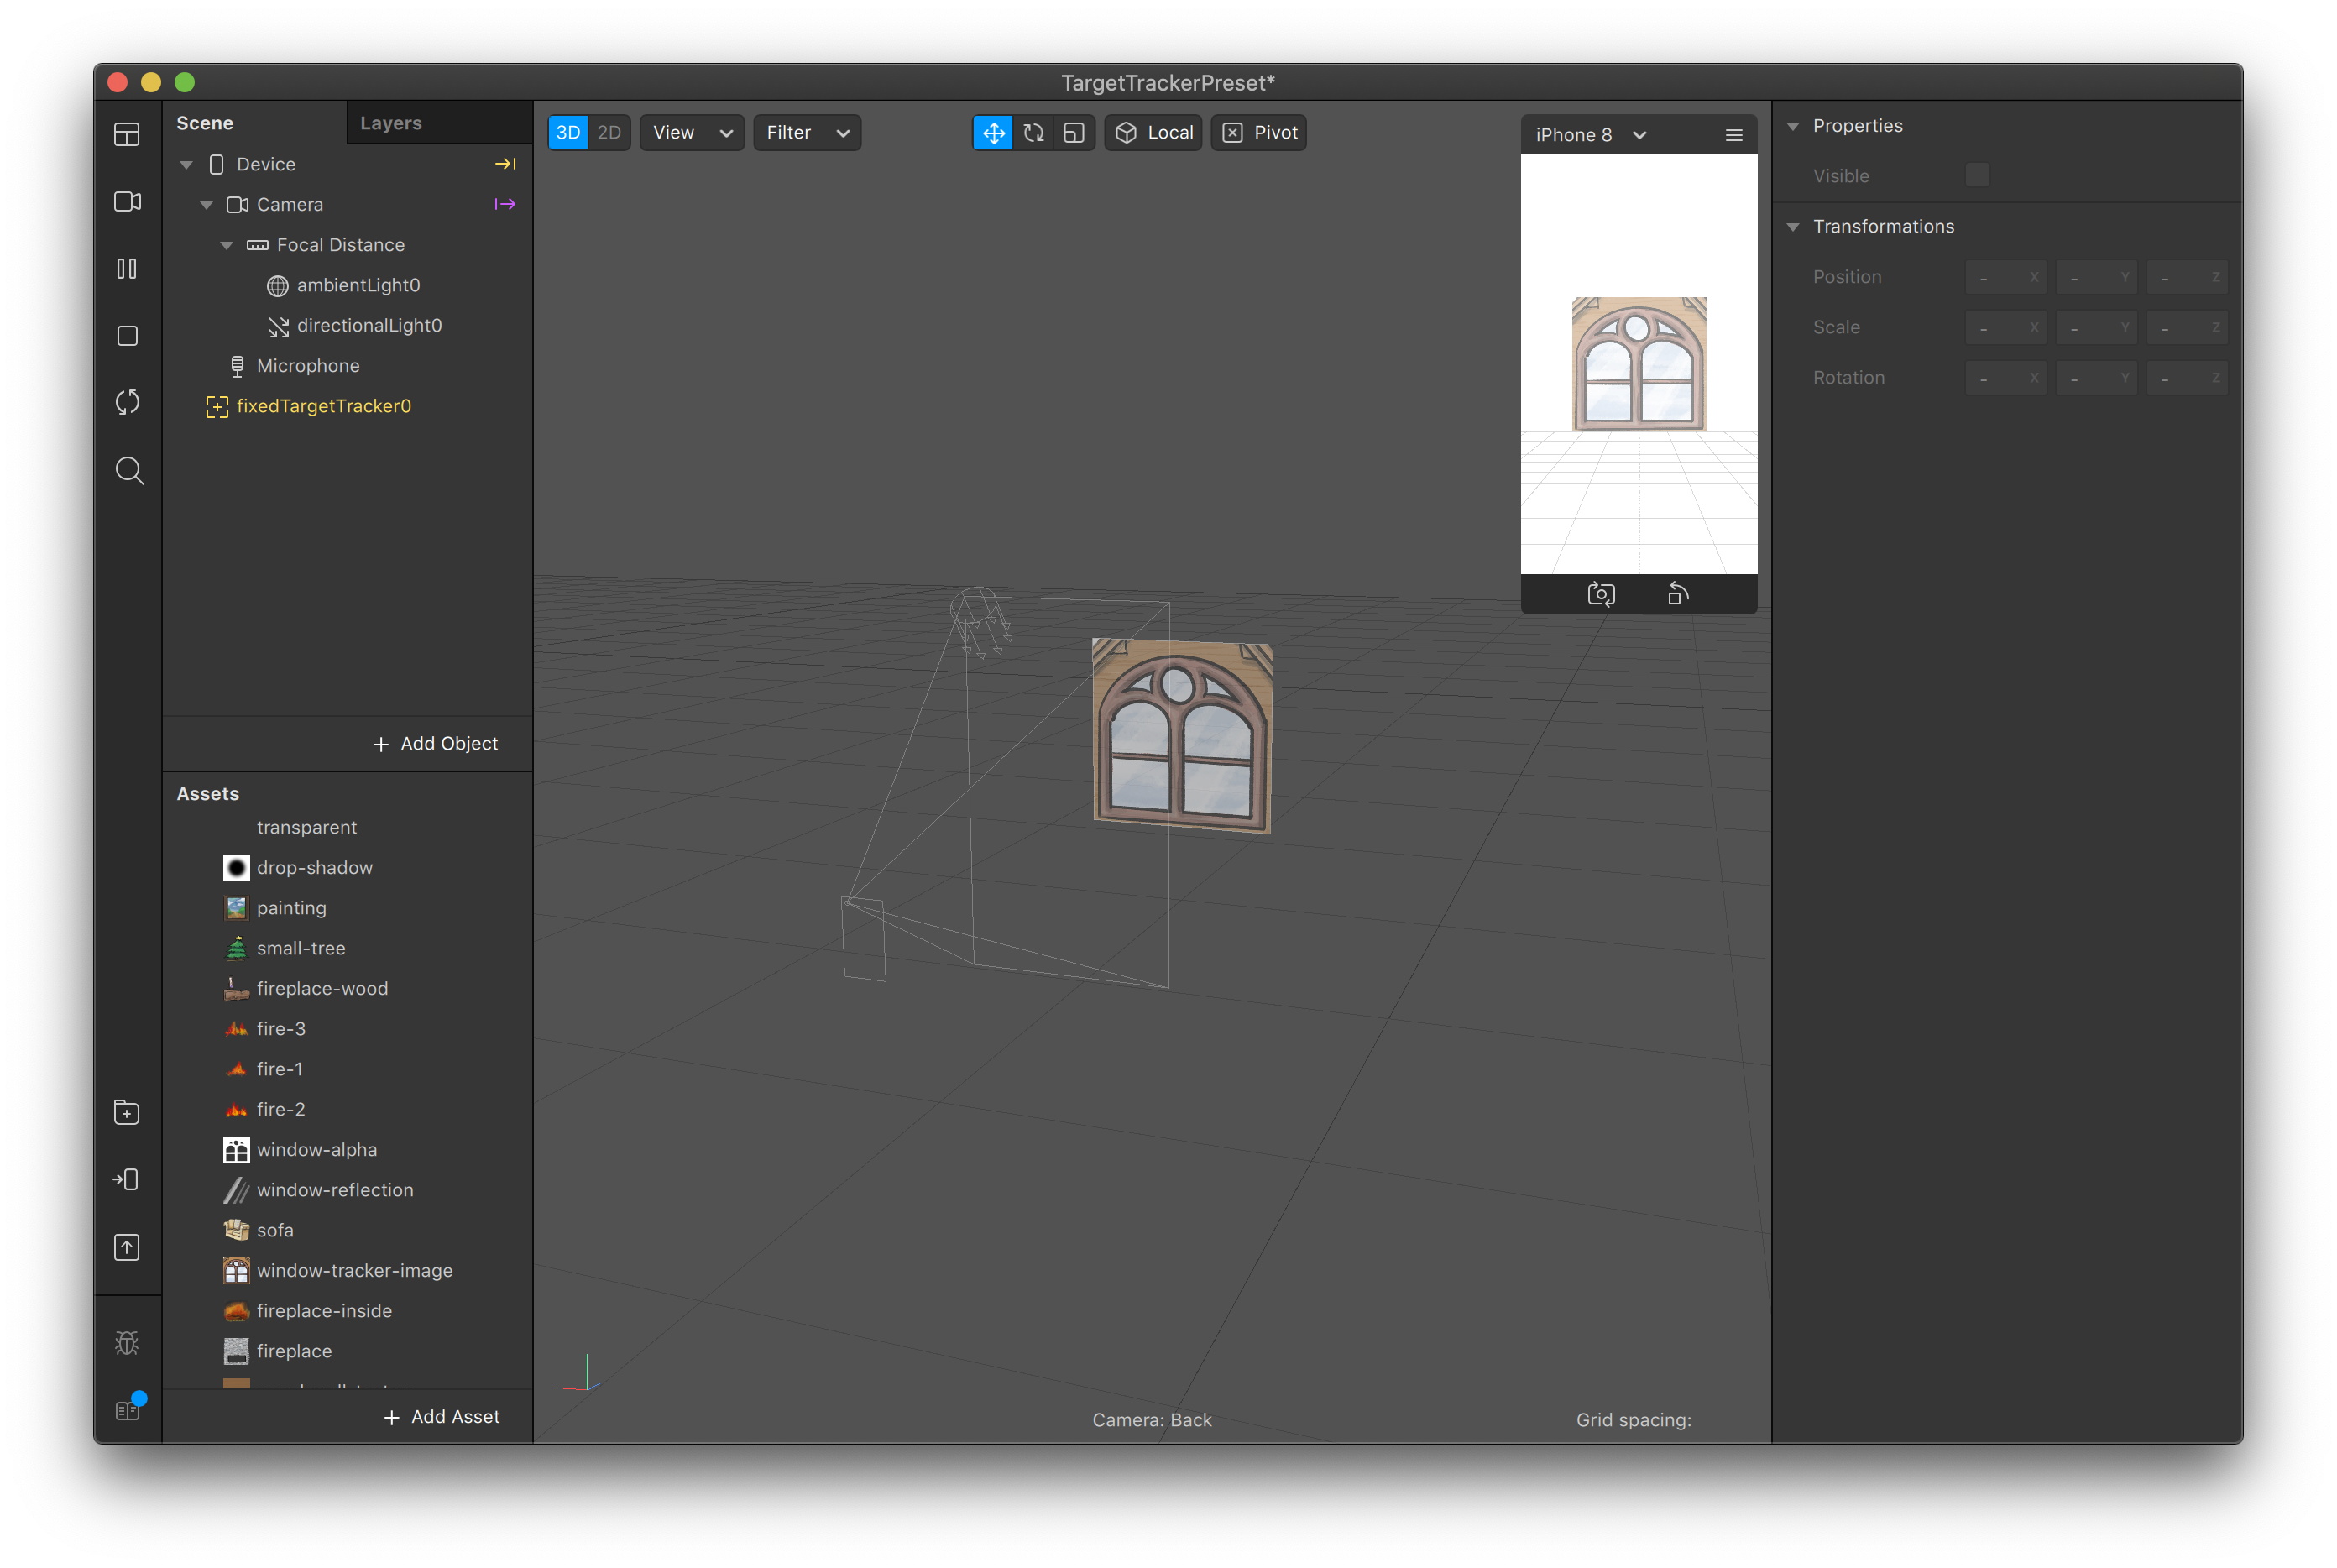 TargetTrackerPreset*
Scene
Layers
Device
Camera
Focal Distance
ambientLight0
directionalLight0
Microphone
fixedTargetTracker0
Add Object
Assets
transparent
drop-shadow
painting
small-tree
fireplace-wood
fire-3
fire-1
fire-2
window-alpha
window-reflection
sofa
window-tracker-image
fireplace-inside
fireplace
Add Asset
3D 2D View Filter
Local Pivot
iPhone 8
Camera: Back
Grid spacing:
Properties
Visible
Transformations
Position - X - Y - Z
Scale - X - Y - Z
Rotation - X - Y - Z